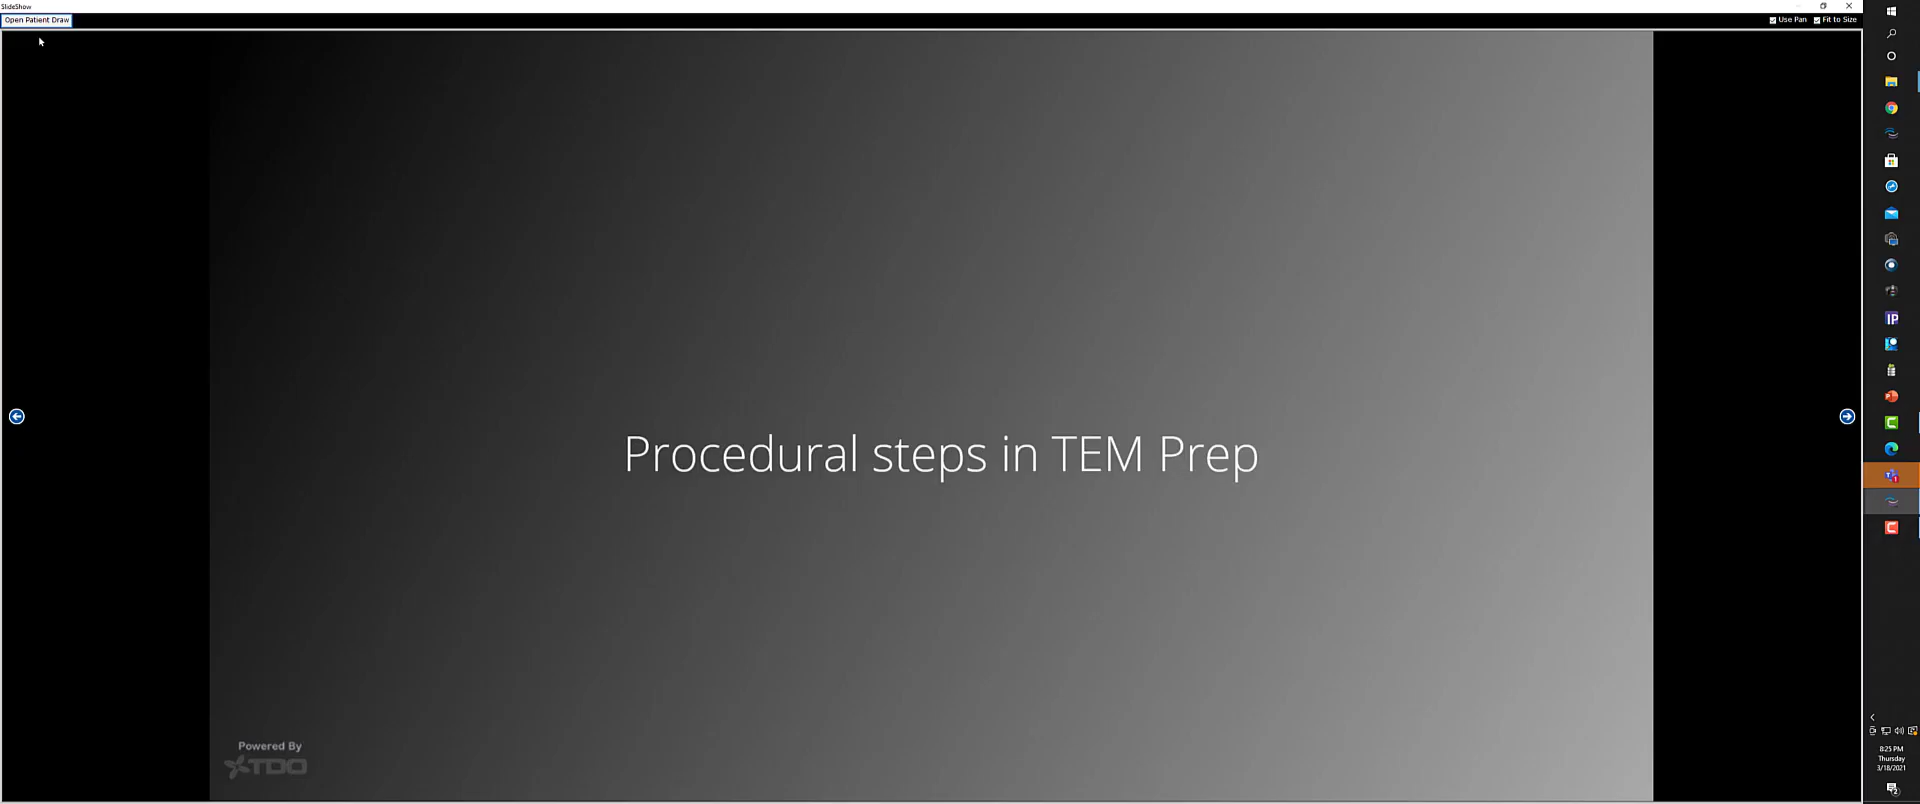 SlideShow
Open Patient Draw
Use Pan
Fit to Size
Procedural steps in TEM Prep
Powered By
TDO
IP
8:25 PM
Thursday
3/18/2021